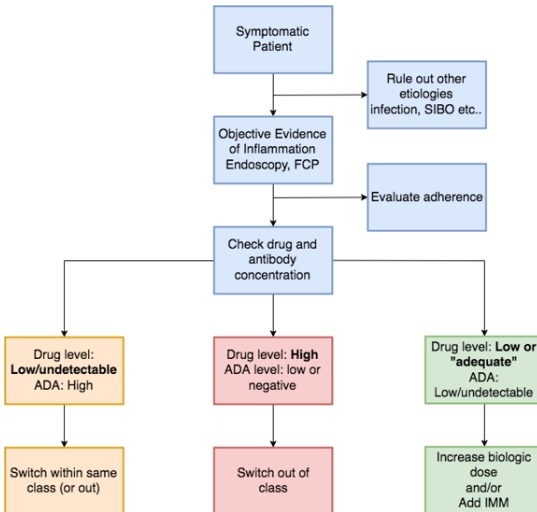 Symptomatic
Patient
Rule out other
etiologies
infection, SIBO etc..
Objective Evidence
of Inflammation
Endoscopy, FCP
Evaluate adherence
Check drug and
antibody
concentration
Drug level:
Low/undetectable
ADA: High
Drug level: High
ADA level: low or
negative
Drug level: Low or
"adequate"
ADA:
Low/undetectable
Switch within same
class (or out)
Switch out of
class
Increase biologic
dose
and/or
Add IMM